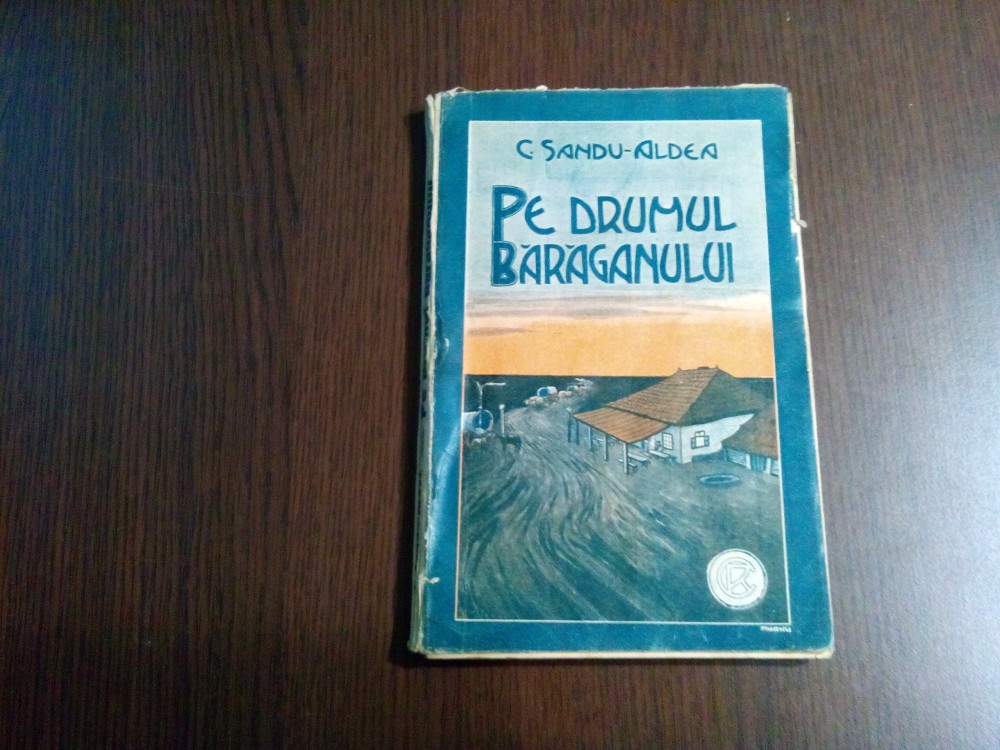 C. SANDU-ALDEA
PE DRUMUL
BĂRĂGANULUI